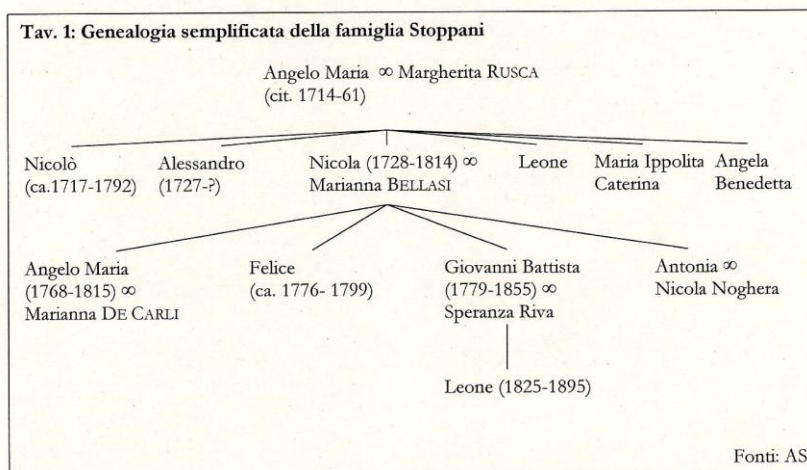 Tav. 1: Genealogia semplificata della famiglia Stoppani
Angelo Maria ∞ Margherita RUSCA
(cit. 1714-61)
Nicolò
(ca.1717-1792)
Alessandro
(1727-?)
Nicola (1728-1814) ∞
Marianna BELLASI
Leone
Maria Ippolita
Caterina
Angela
Benedetta
Angelo Maria
(1768-1815) ∞
Marianna DE CARLI
Felice
(ca. 1776- 1799)
Giovanni Battista
(1779-1855) ∞
Speranza Riva
Antonia ∞
Nicola Noghera
Leone (1825-1895)
Fonti: AS